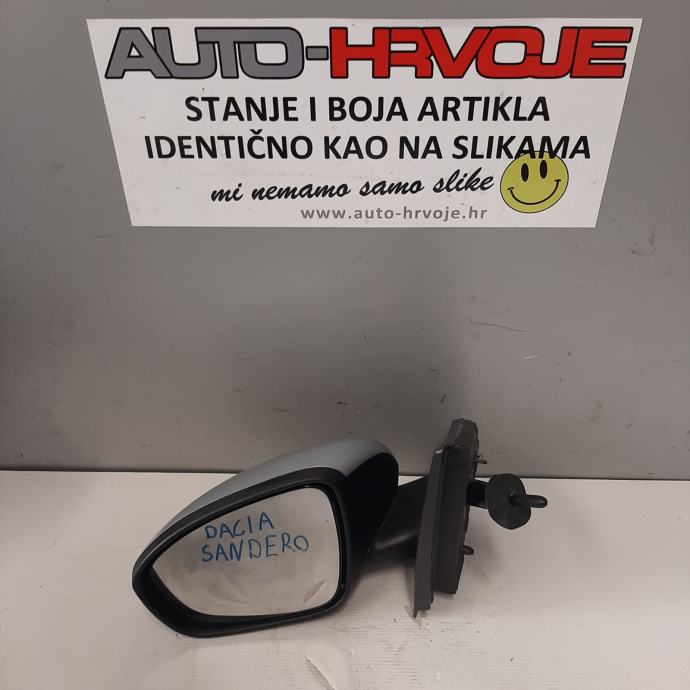 AUTO-HRVOJE
STANJE I BOJA ARTIKLA
IDENTIČNO KAO NA SLIKAMA
mi nemamo samo slike
www.auto-hrvoje.hr
DACIA
SANDERO